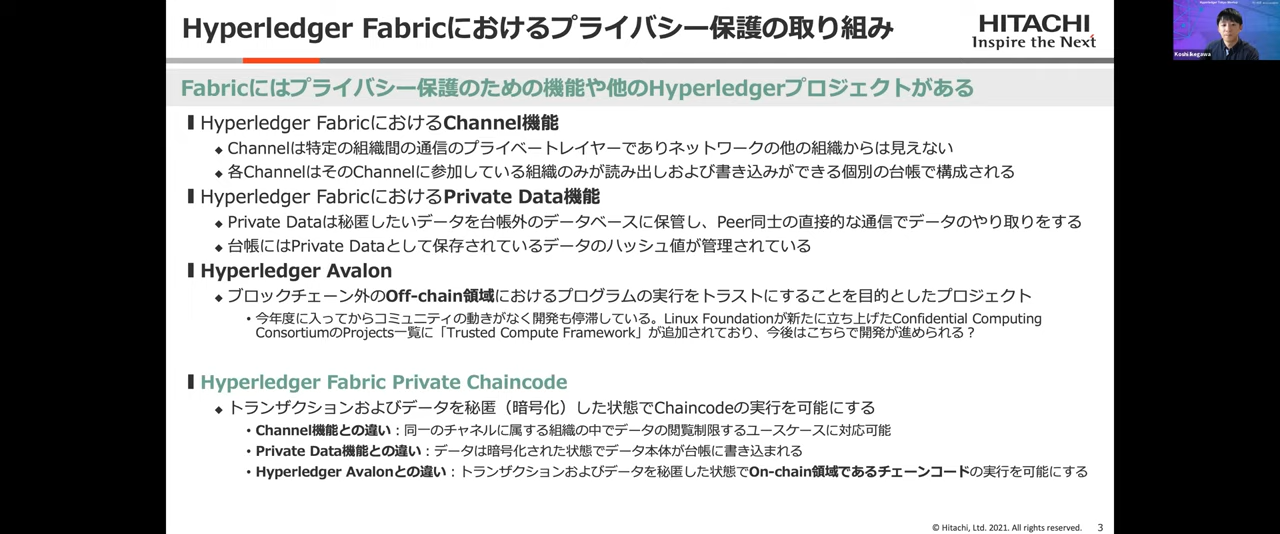 Hyperledger Fabricにおけるプライバシー保護の取り組み
HITACHI
Inspire the Next
Koshi Ikegawa
Fabricにはプライバシー保護のための機能や他のHyperledgerプロジェクトがある
Hyperledger FabricにおけるChannel機能
Channelは特定の組織間の通信のプライベートレイヤーでありネットワークの他の組織からは見えない
各ChannelはそのChannelに参加している組織のみが読み出しおよび書き込みができる個別の台帳で構成される
Hyperledger FabricにおけるPrivate Data機能
Private Dataは秘匿したいデータを台帳外のデータベースに保管し、Peer同士の直接的な通信でデータのやり取りをする
台帳にはPrivate Dataとして保存されているデータのハッシュ値が管理されている
Hyperledger Avalon
ブロックチェーン外のOff-chain領域におけるプログラムの実行をトラストにすることを目的としたプロジェクト
・今年度に入ってからコミュニティの動きがなく開発も停滞している。Linux Foundationが新たに立ち上げたConfidential Computing
ConsortiumのProjects一覧に「Trusted Compute Framework」が追加されており、今後はこちらで開発が進められる？
Hyperledger Fabric Private Chaincode
トランザクションおよびデータを秘匿（暗号化）した状態でChaincodeの実行を可能にする
・Channel機能との違い：同一のチャネルに属する組織の中でデータの閲覧制限するユースケースに対応可能
・Private Data機能との違い：データは暗号化された状態でデータ本体が台帳に書き込まれる
・Hyperledger Avalonとの違い：トランザクションおよびデータを秘匿した状態でOn-chain領域であるチェーンコードの実行を可能にする
© Hitachi, Ltd. 2021. All rights reserved. 3